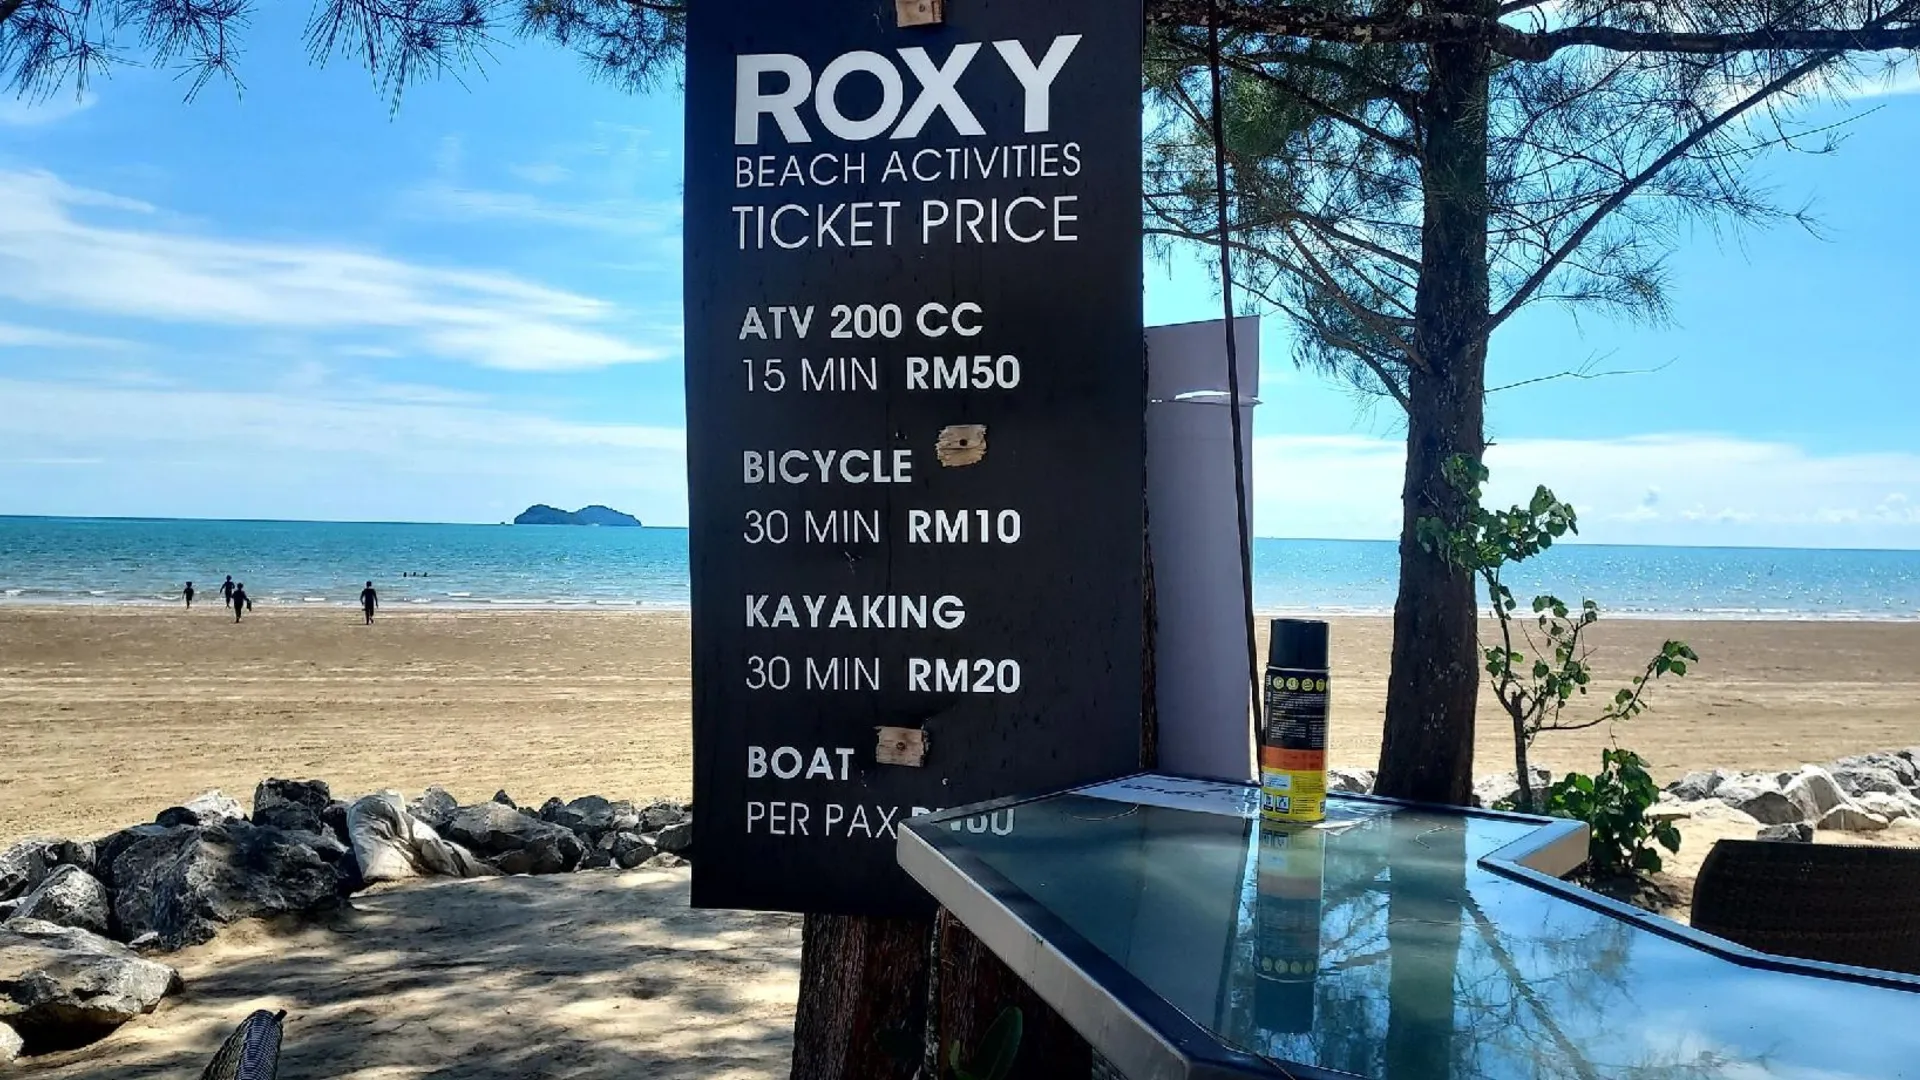 ROXY
BEACH ACTIVITIES
TICKET PRICE
ATV 200 CC
15 MIN RM50
BICYCLE
30 MIN RM10
KAYAKING
30 MIN RM20
BOAT
PER PAX